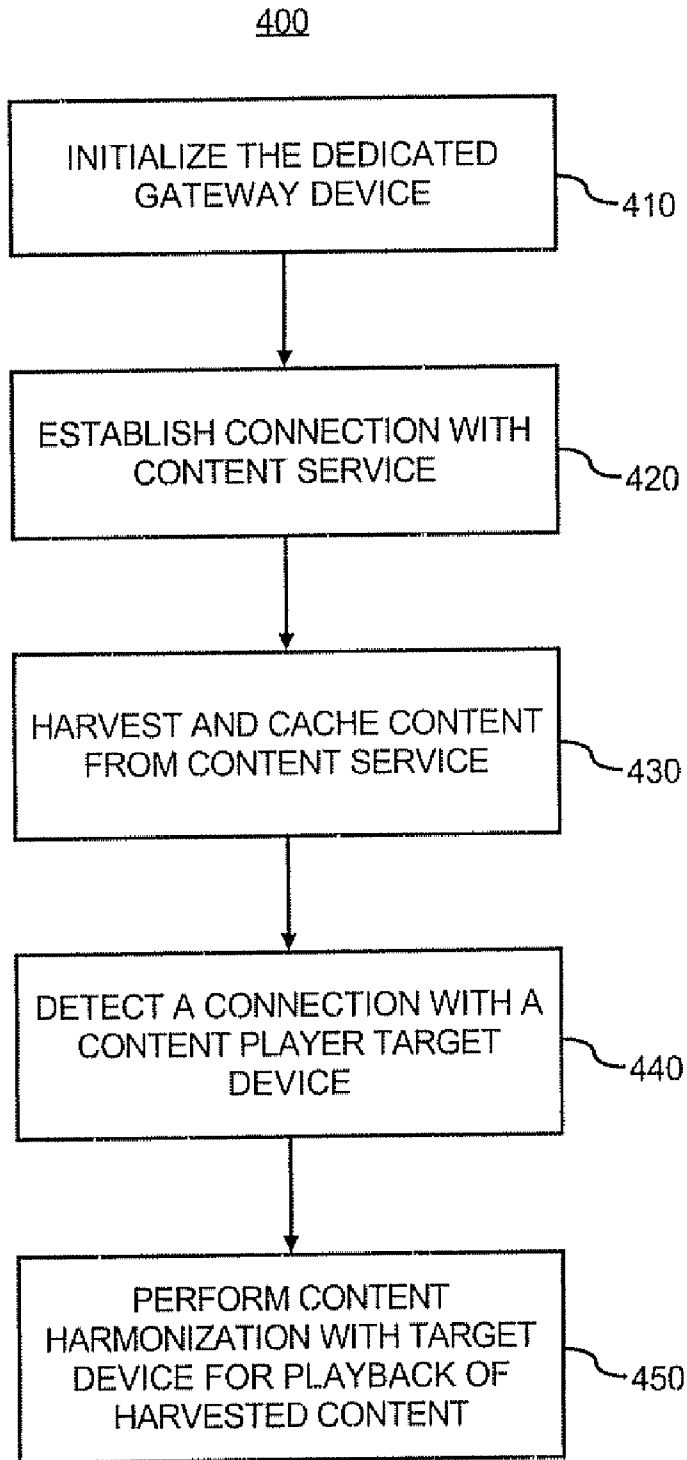 400
INITIALIZE THE DEDICATED
GATEWAY DEVICE
410
ESTABLISH CONNECTION WITH
CONTENT SERVICE
420
HARVEST AND CACHE CONTENT
FROM CONTENT SERVICE
430
DETECT A CONNECTION WITH A
CONTENT PLAYER TARGET
DEVICE
440
PERFORM CONTENT
HARMONIZATION WITH TARGET
DEVICE FOR PLAYBACK OF
HARVESTED CONTENT
450